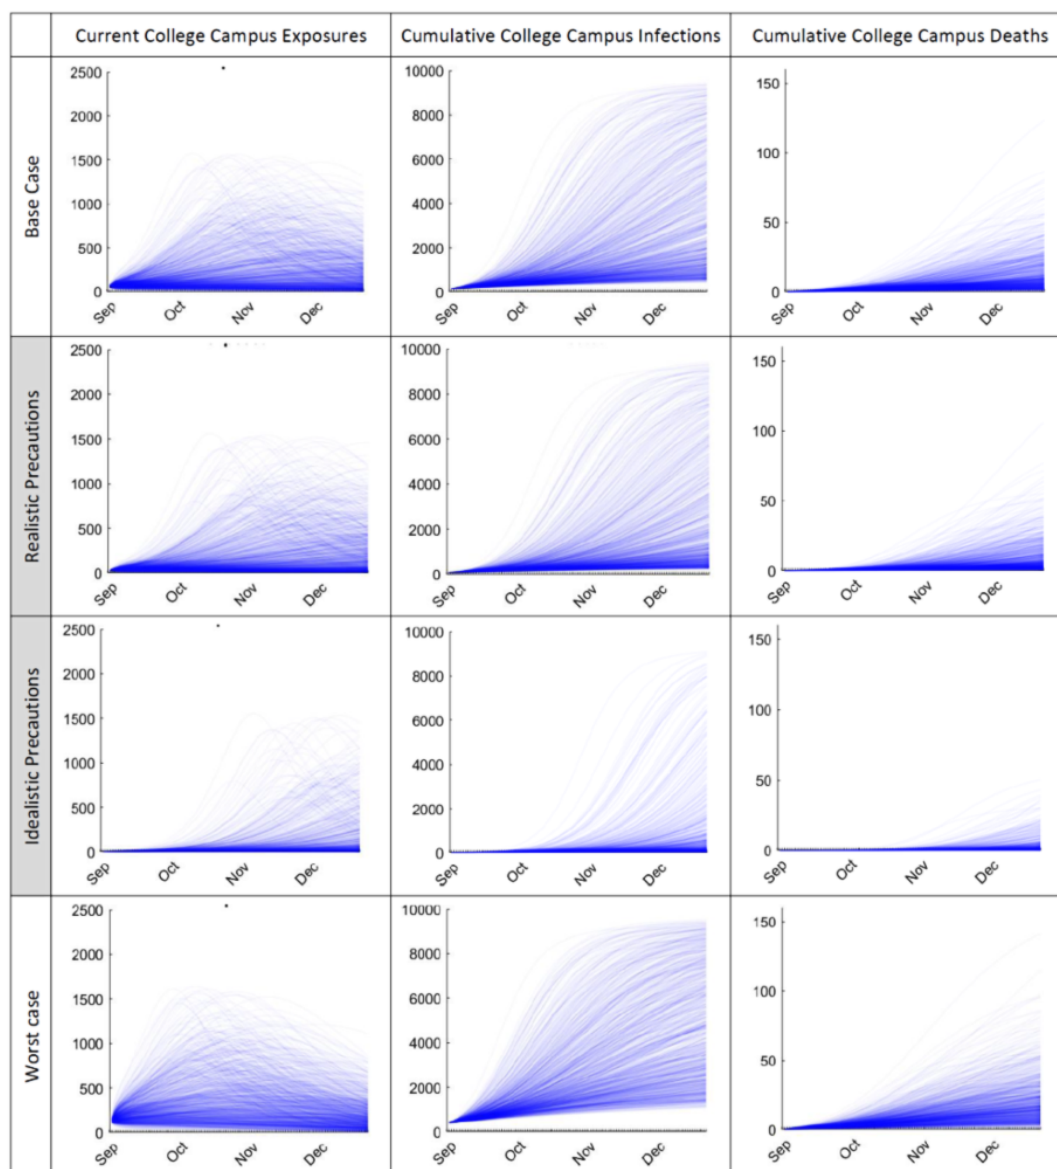 Current College Campus Exposures
Cumulative College Campus Infections
Cumulative College Campus Deaths
Base Case
2500
2000
1500
1000
500
0
Sep
Oct
Nov
Dec
10000
8000
6000
4000
2000
0
Sep
Oct
Nov
Dec
150
100
50
0
Sep
Oct
Nov
Dec
Realistic Precautions
2500
2000
1500
1000
500
0
Sep
Oct
Nov
Dec
10000
8000
6000
4000
2000
0
Sep
Oct
Nov
Dec
150
100
50
0
Sep
Oct
Nov
Dec
Idealistic Precautions
2500
2000
1500
1000
500
0
Sep
Oct
Nov
Dec
10000
8000
6000
4000
2000
0
Sep
Oct
Nov
Dec
150
100
50
0
Sep
Oct
Nov
Dec
Worst case
2500
2000
1500
1000
500
0
Sep
Oct
Nov
Dec
10000
8000
6000
4000
2000
0
Sep
Oct
Nov
Dec
150
100
50
0
Sep
Oct
Nov
Dec